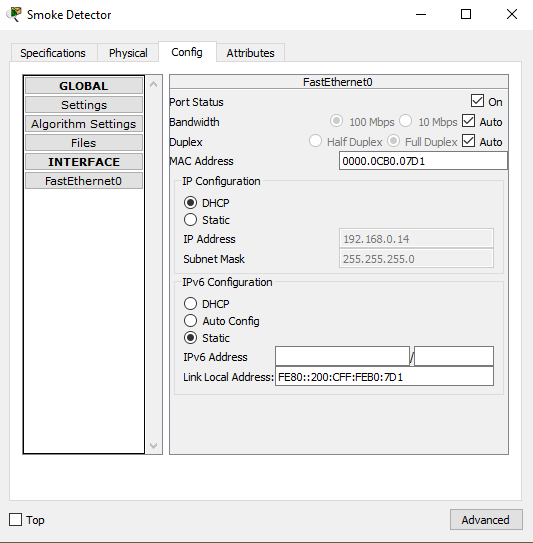 Smoke Detector
Specifications Physical Config Attributes
GLOBAL
Settings
Algorithm Settings
Files
INTERFACE
FastEthernet0
FastEthernet0
Port Status On
Bandwidth 100 Mbps 10 Mbps Auto
Duplex Half Duplex Full Duplex Auto
MAC Address 0000.0CB0.07D1
IP Configuration
DHCP
Static
IP Address 192.168.0.14
Subnet Mask 255.255.255.0
IPv6 Configuration
DHCP
Auto Config
Static
IPv6 Address /
Link Local Address: FE80::200:CFF:FEB0:7D1
Top Advanced